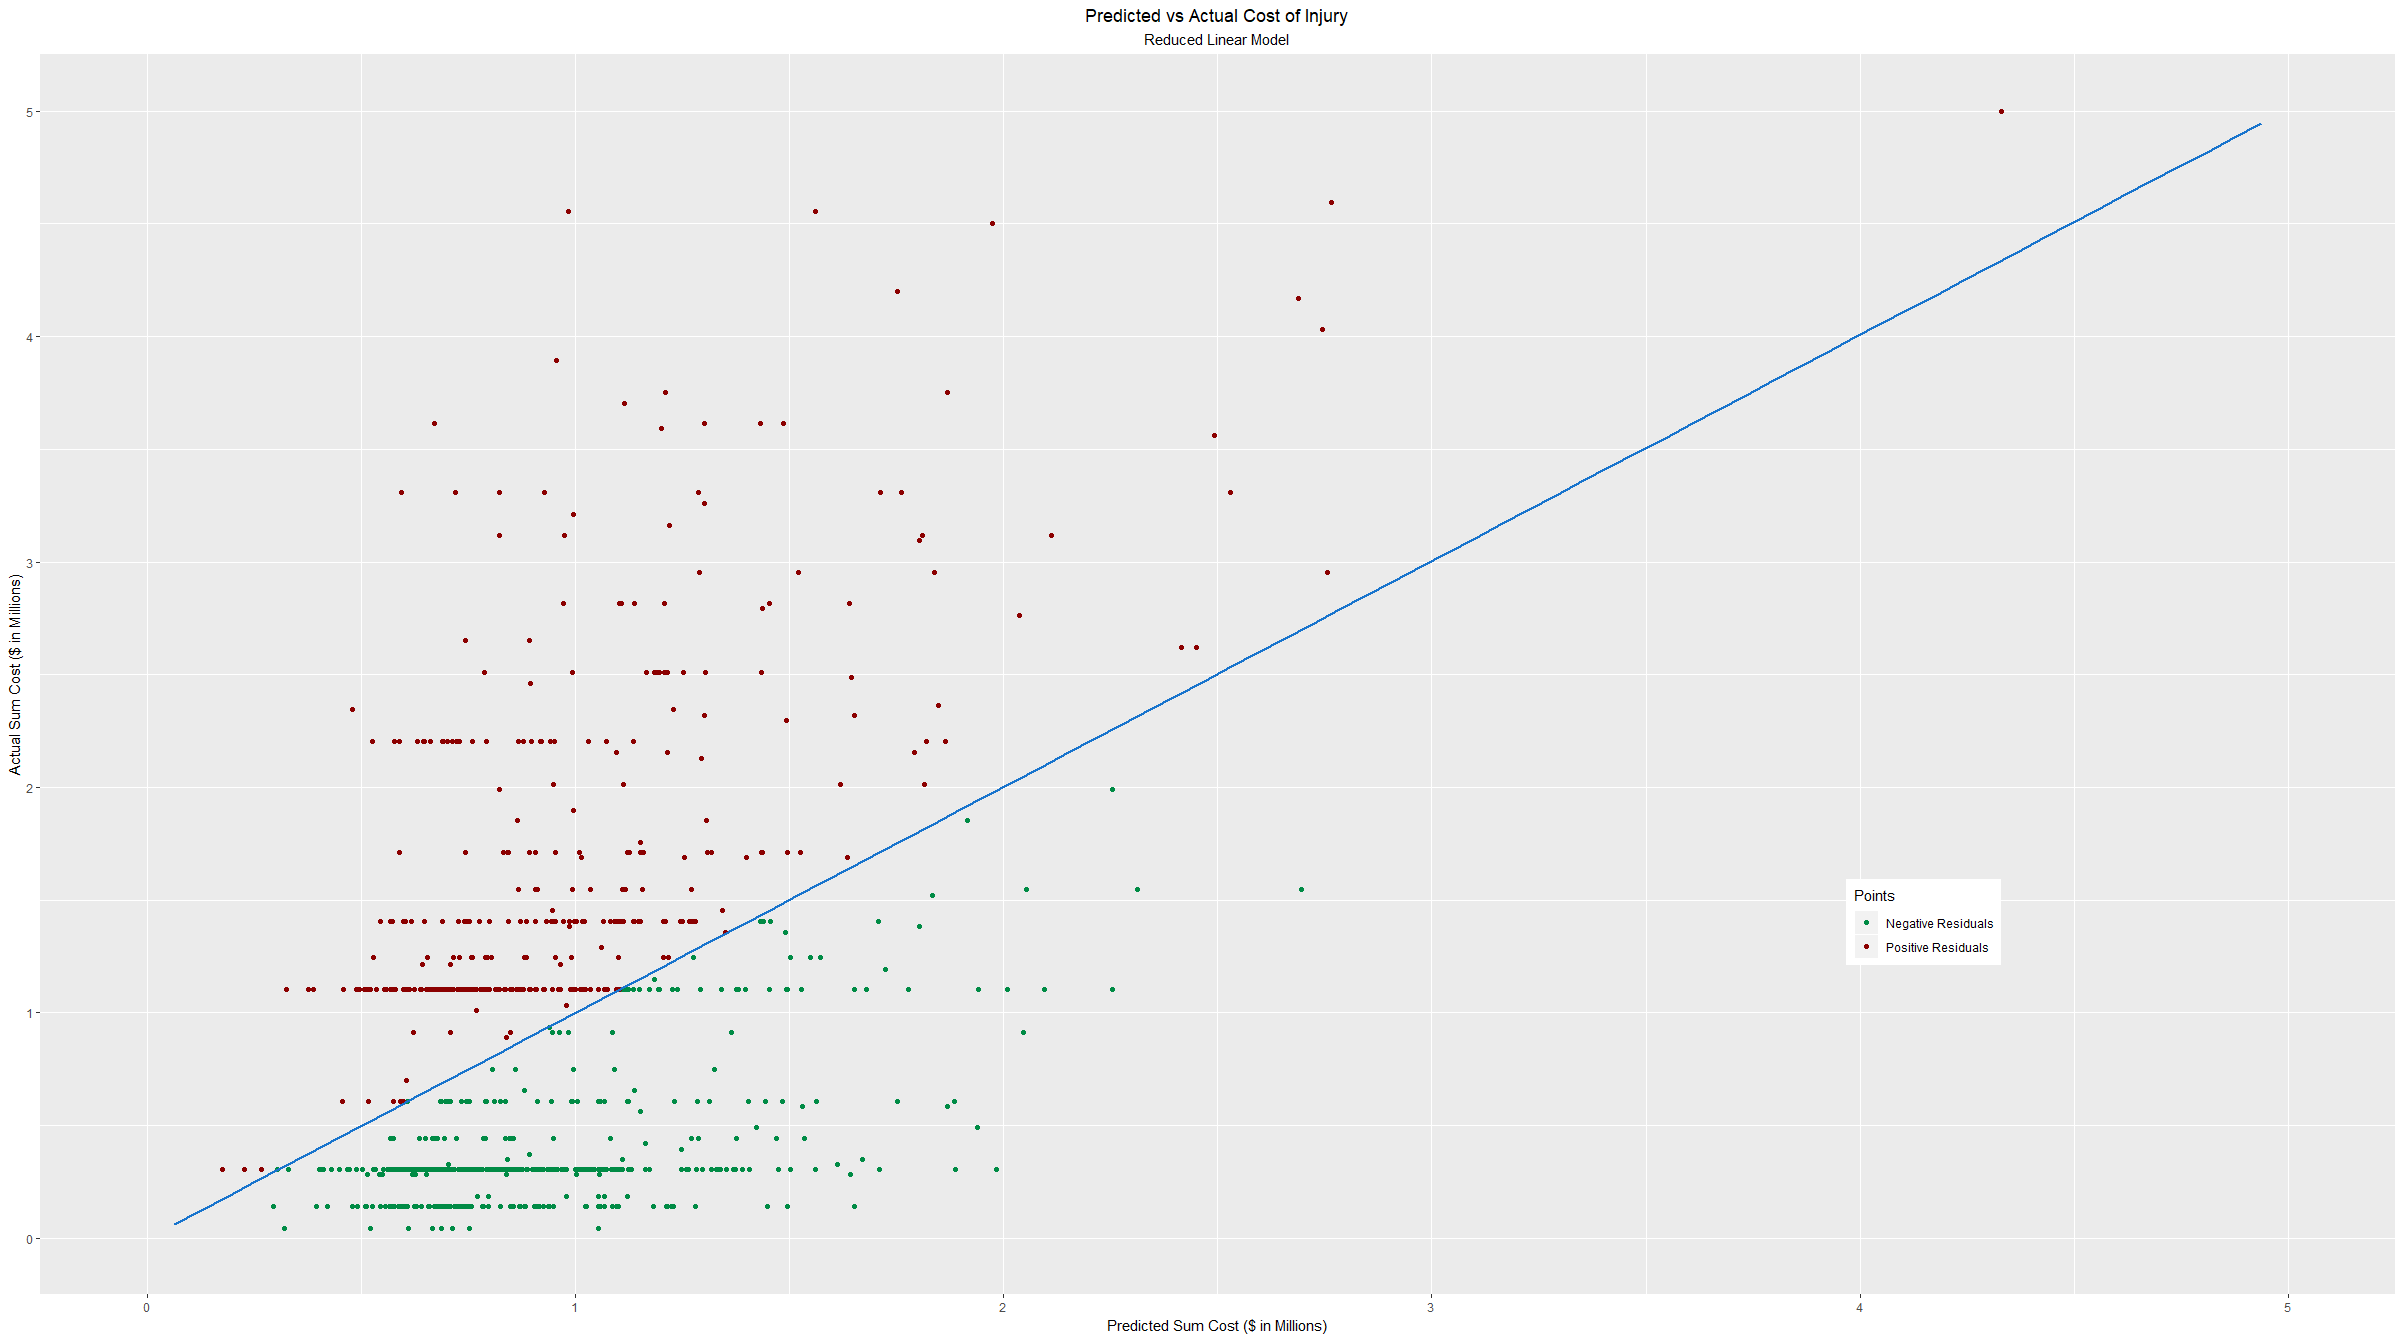 Predicted vs Actual Cost of Injury
Reduced Linear Model
Actual Sum Cost ($ in Millions)
5
4
3
2
1
0
Points
Negative Residuals
Positive Residuals
0
1
2
3
4
5
Predicted Sum Cost ($ in Millions)